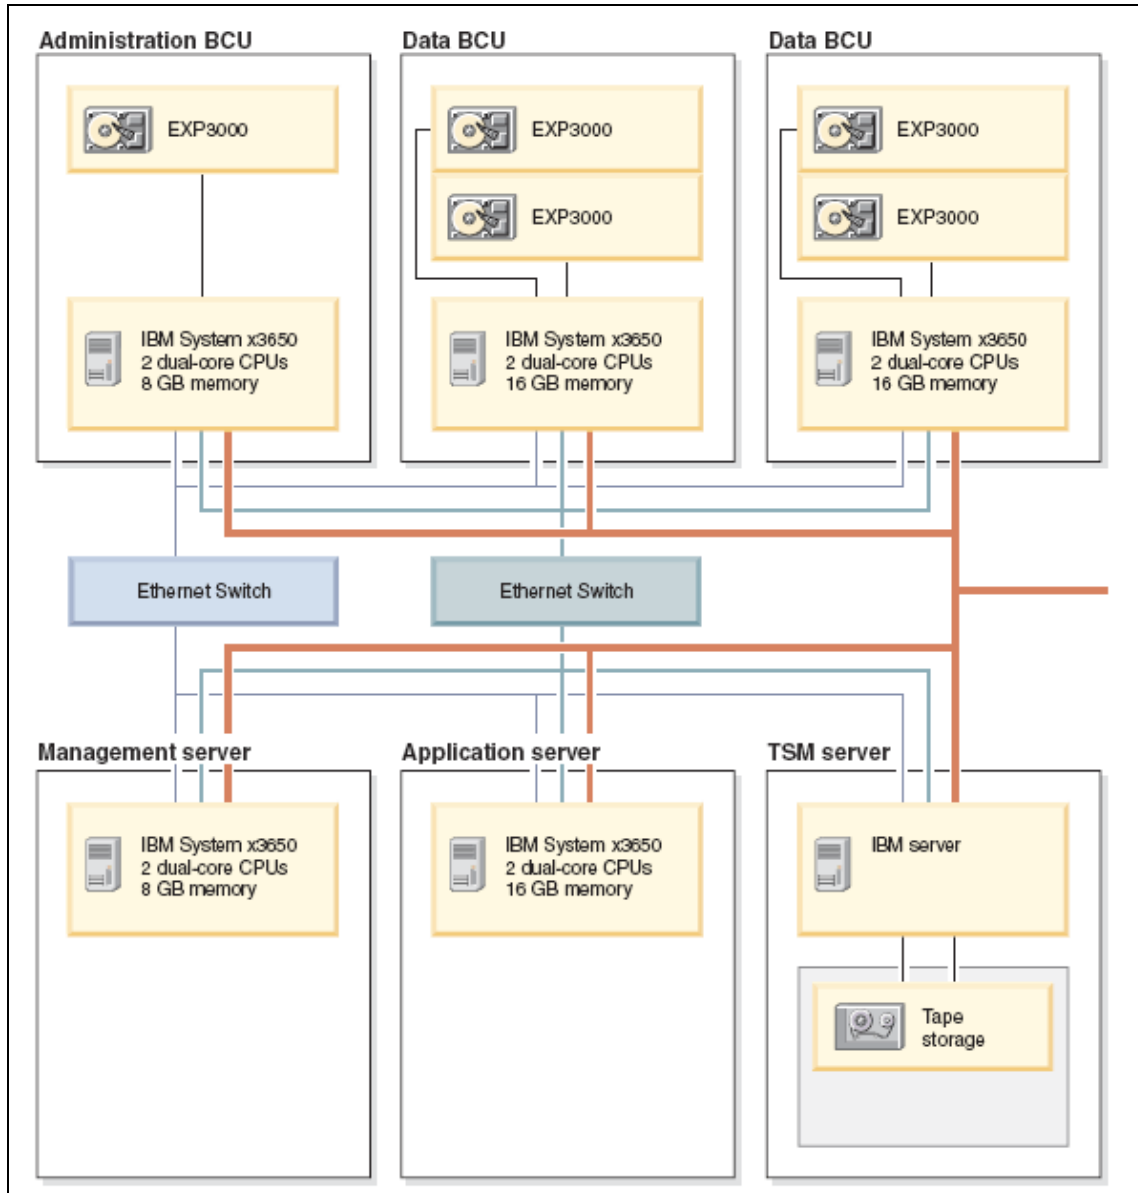 Administration BCU
Data BCU
Data BCU
EXP3000
EXP3000
EXP3000
EXP3000
EXP3000
IBM System x3650
2 dual-core CPUs
8 GB memory
IBM System x3650
2 dual-core CPUs
16 GB memory
IBM System x3650
2 dual-core CPUs
16 GB memory
Ethernet Switch
Ethernet Switch
Management server
Application server
TSM server
IBM System x3650
2 dual-core CPUs
8 GB memory
IBM System x3650
2 dual-core CPUs
16 GB memory
IBM server
Tape
storage